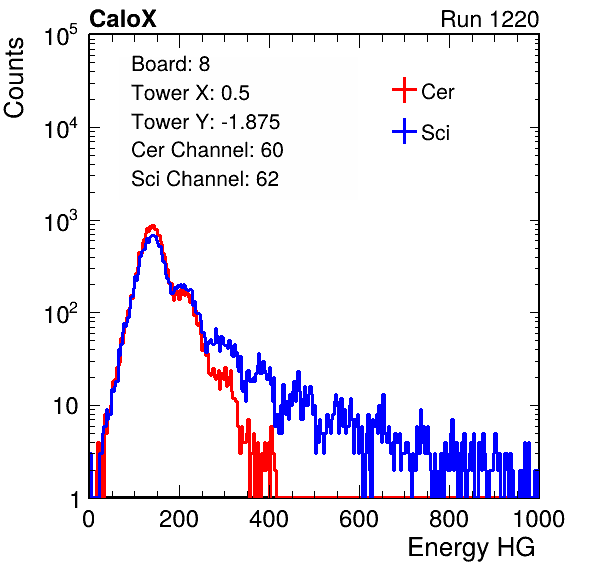 CaloX Run 1220
Counts
10^5
10^4
10^3
10^2
10
1
Board: 8
Tower X: 0.5
Tower Y: -1.875
Cer Channel: 60
Sci Channel: 62
Cer
Sci
0 200 400 600 800 1000
Energy HG